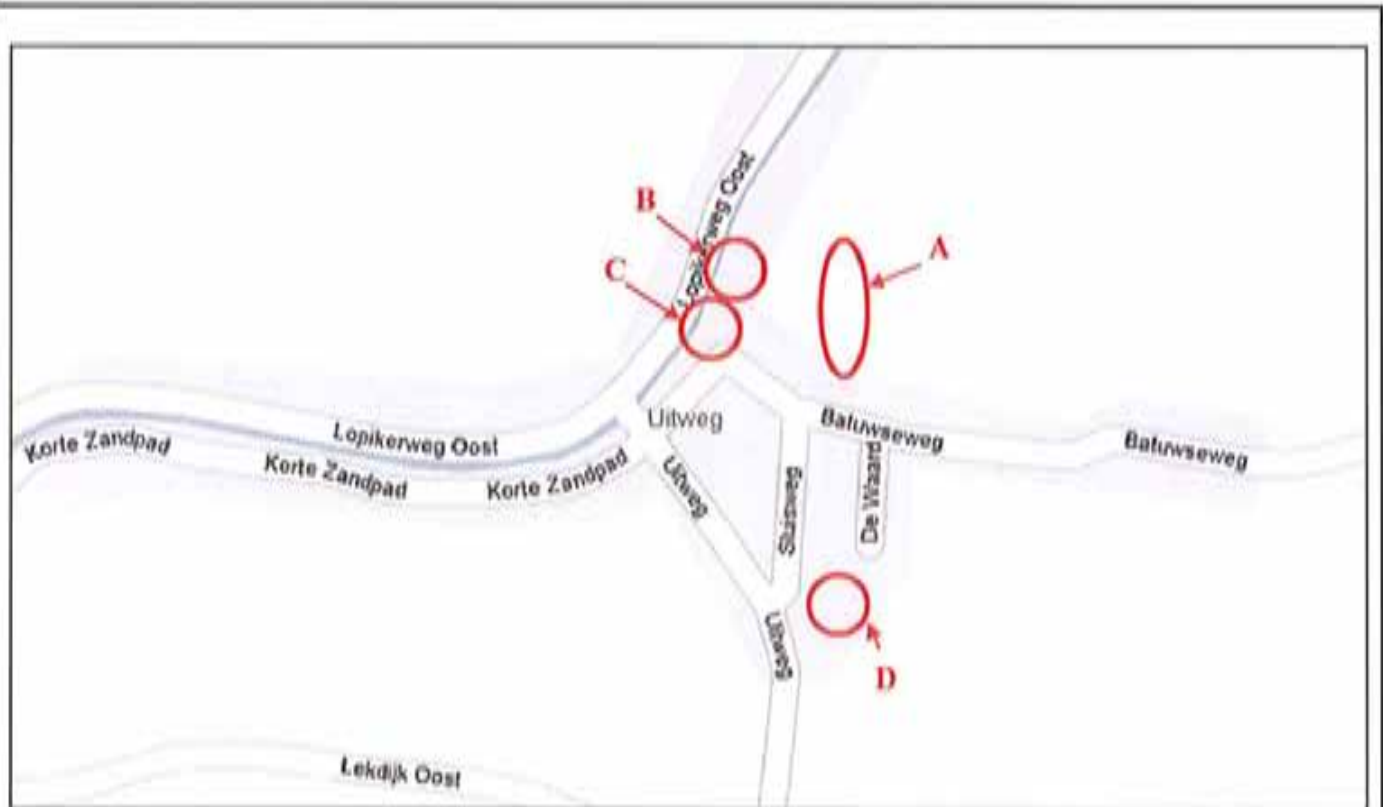 Lopikerweg Oost
B
A
C
Uitweg
Batuwseweg
Batuwseweg
Lopikerweg Oost
Korte Zandpad
Korte Zandpad
Korte Zandpad
Uitweg
Sluisweg
De Waard
Uitweg
D
Lekdijk Oost